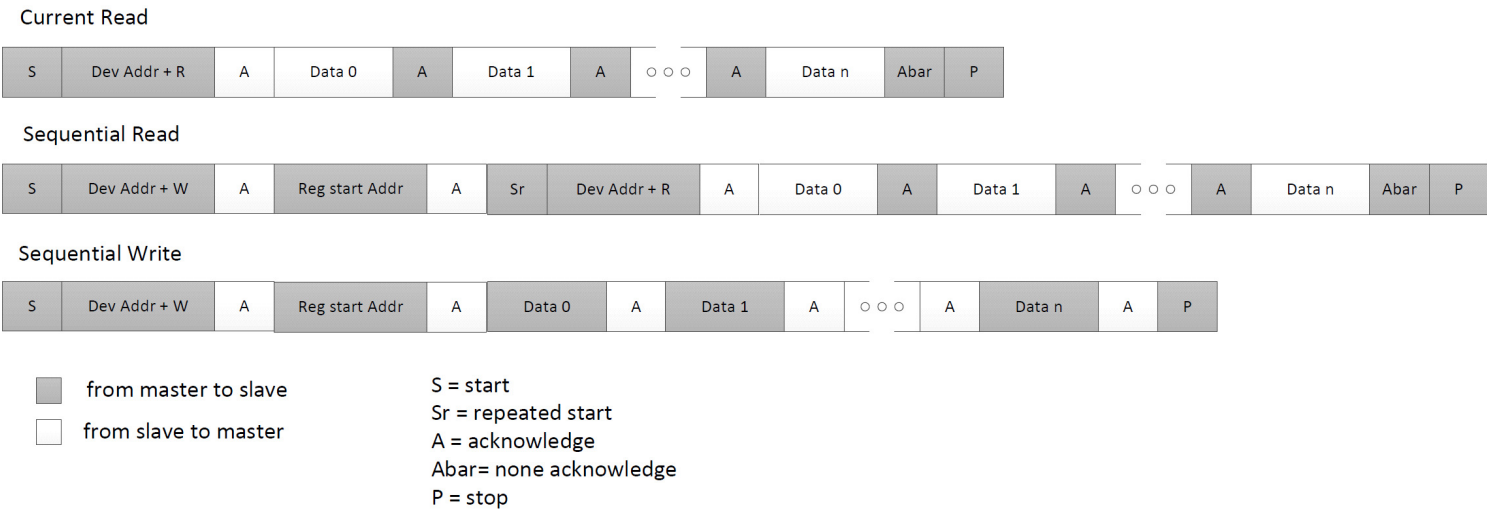 Current Read
S Dev Addr + R A Data 0 A Data 1 A A Data n Abar P
Sequential Read
S Dev Addr + W A Reg start Addr A Sr Dev Addr + R A Data 0 A Data 1 A A Data n Abar P
Sequential Write
S Dev Addr + W A Reg start Addr A Data 0 A Data 1 A A Data n A P
from master to slave
from slave to master
S = start
Sr = repeated start
A = acknowledge
Abar= none acknowledge
P = stop